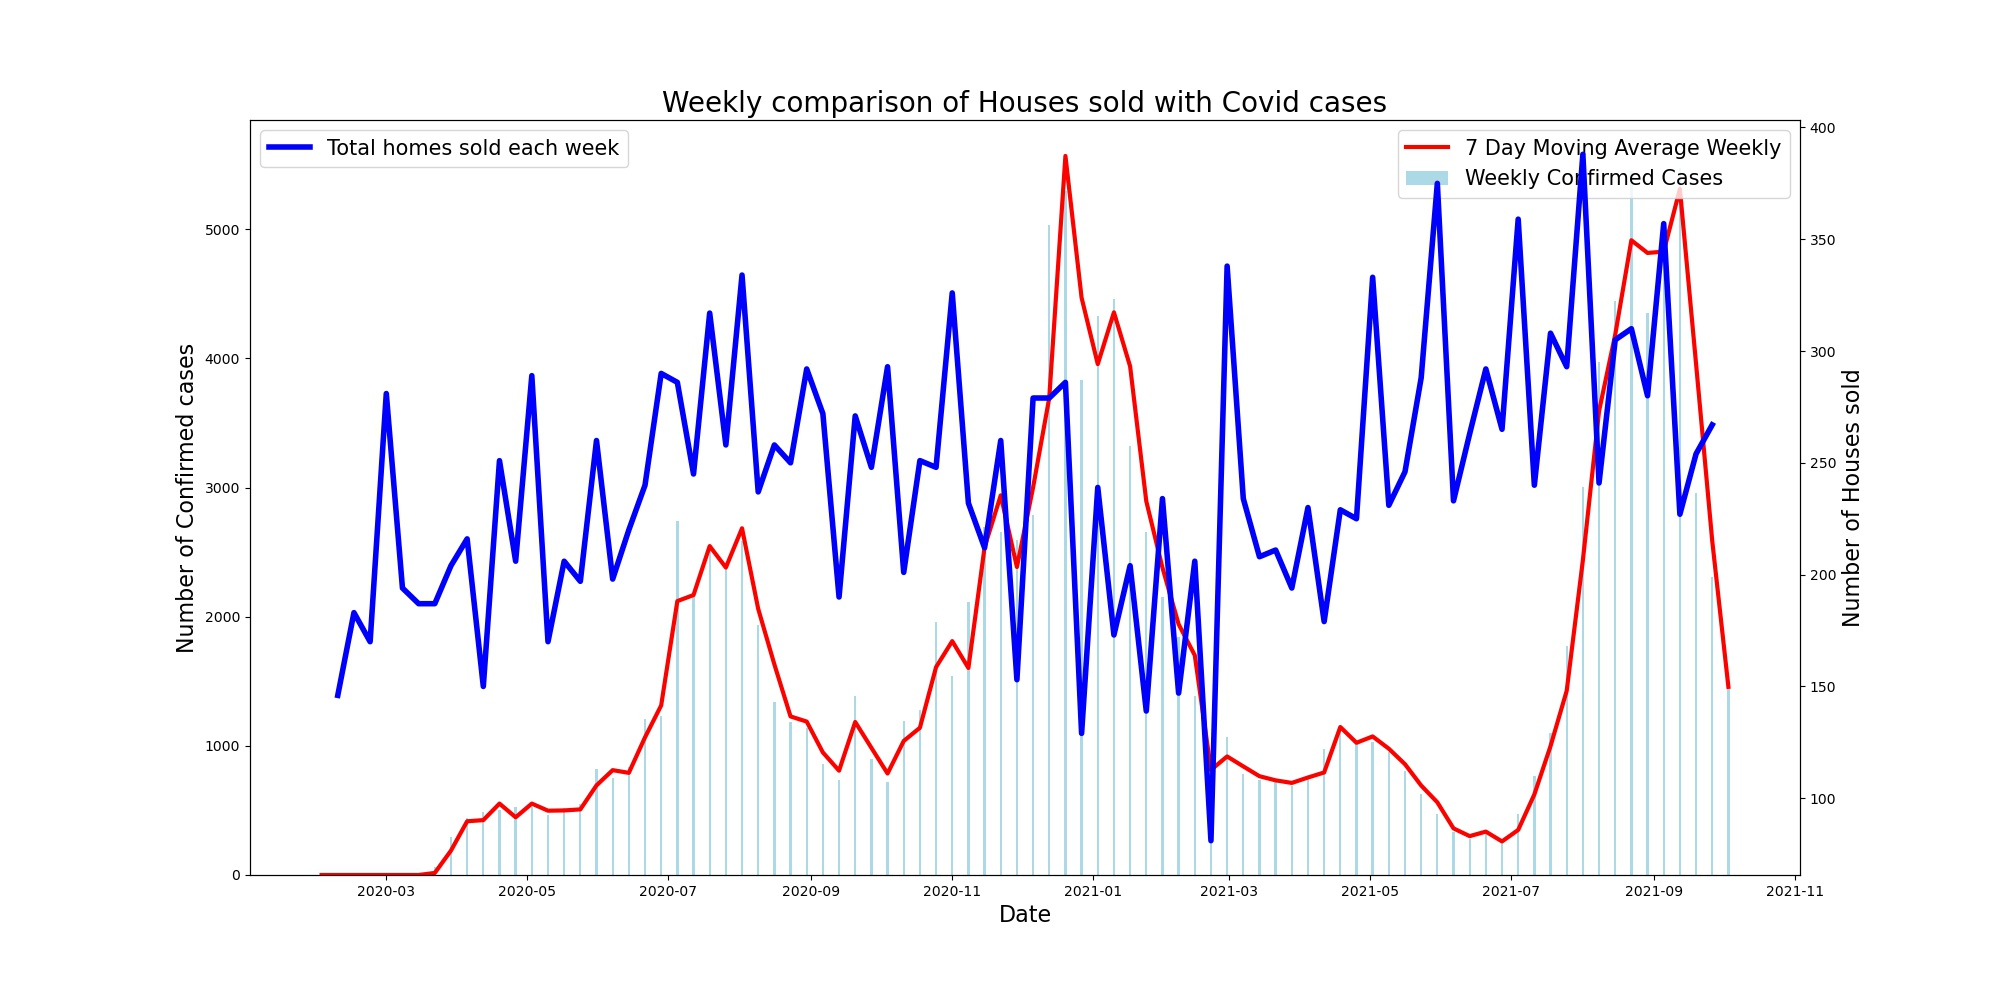 Weekly comparison of Houses sold with Covid cases
Total homes sold each week
7 Day Moving Average Weekly
Weekly Confirmed Cases
Number of Confirmed cases
5000
4000
3000
2000
1000
0
400
350
300
250
200
150
100
Number of Houses sold
2020-03 2020-05 2020-07 2020-09 2020-11 2021-01 2021-03 2021-05 2021-07 2021-09 2021-11
Date